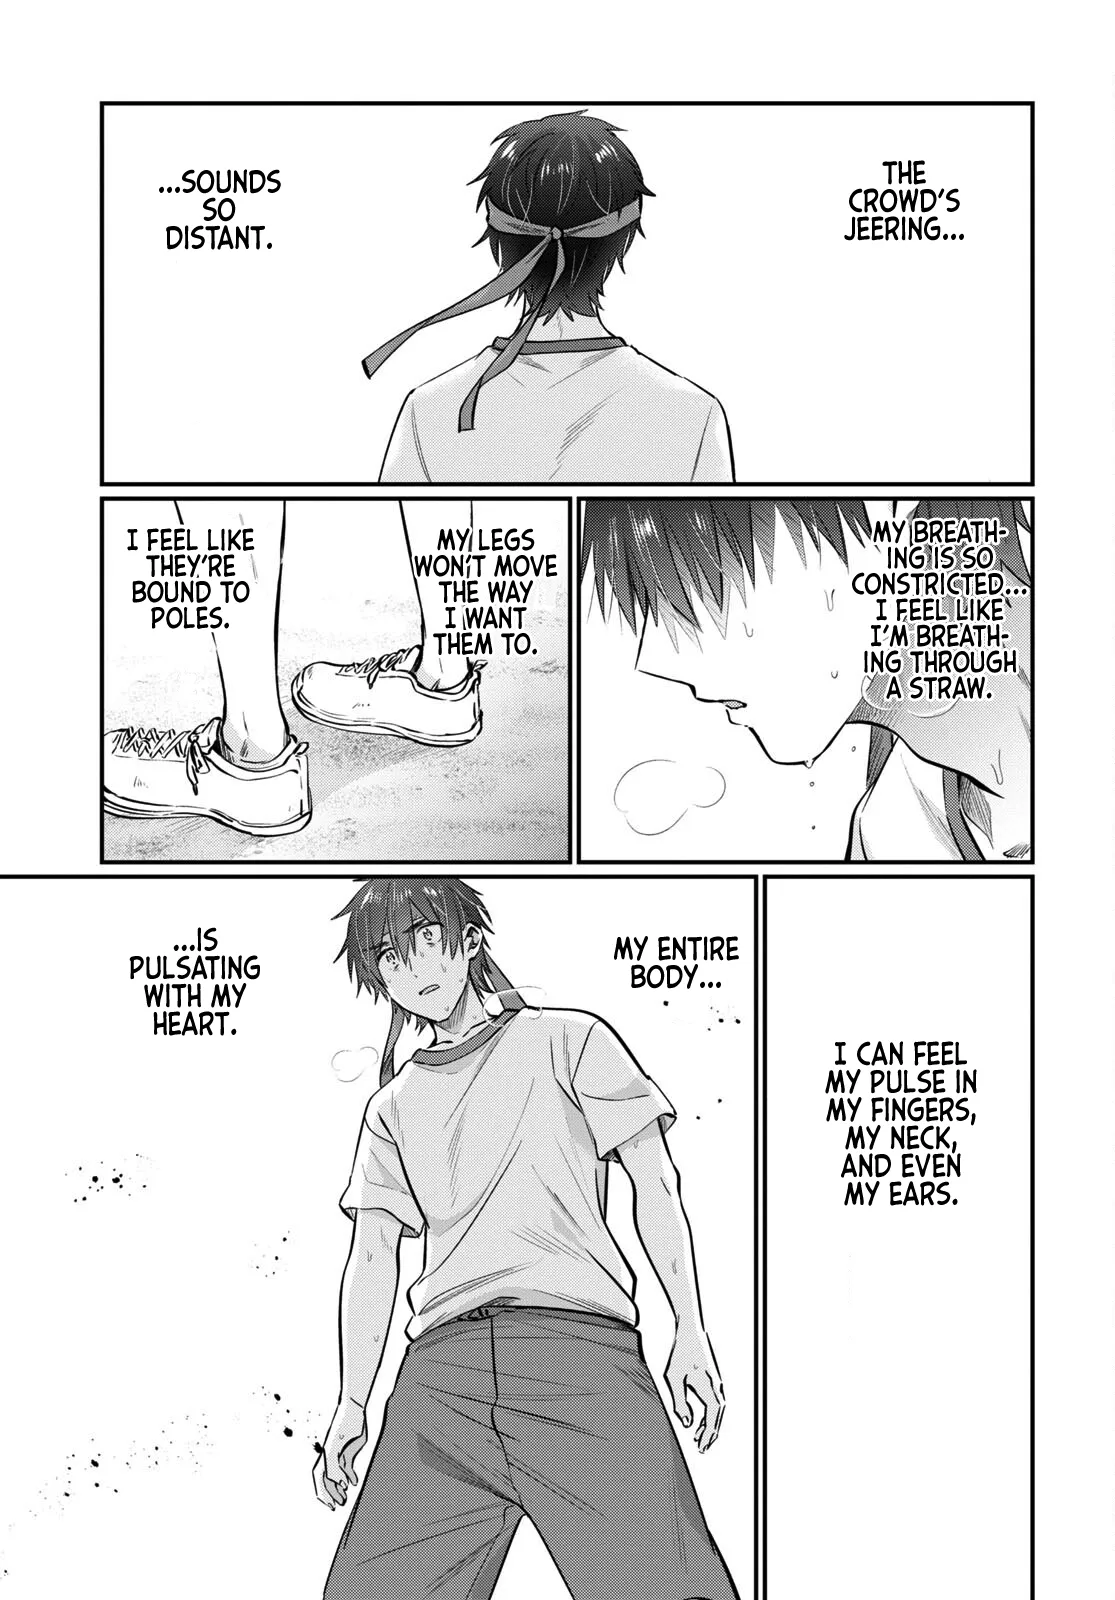 THE
CROWD'S
JEERING...
...SOUNDS
SO
DISTANT.
MY BREATH-
ING IS SO
CONSTRICTED...
I FEEL LIKE
I'M BREATH-
ING THROUGH
A STRAW.
MY LEGS
WON'T MOVE
THE WAY
I WANT
THEM TO.
I FEEL LIKE
THEY'RE
BOUND TO
POLES.
I CAN FEEL
MY PULSE IN
MY FINGERS,
MY NECK,
AND EVEN
MY EARS.
MY ENTIRE
BODY...
...IS
PULSATING
WITH MY
HEART.